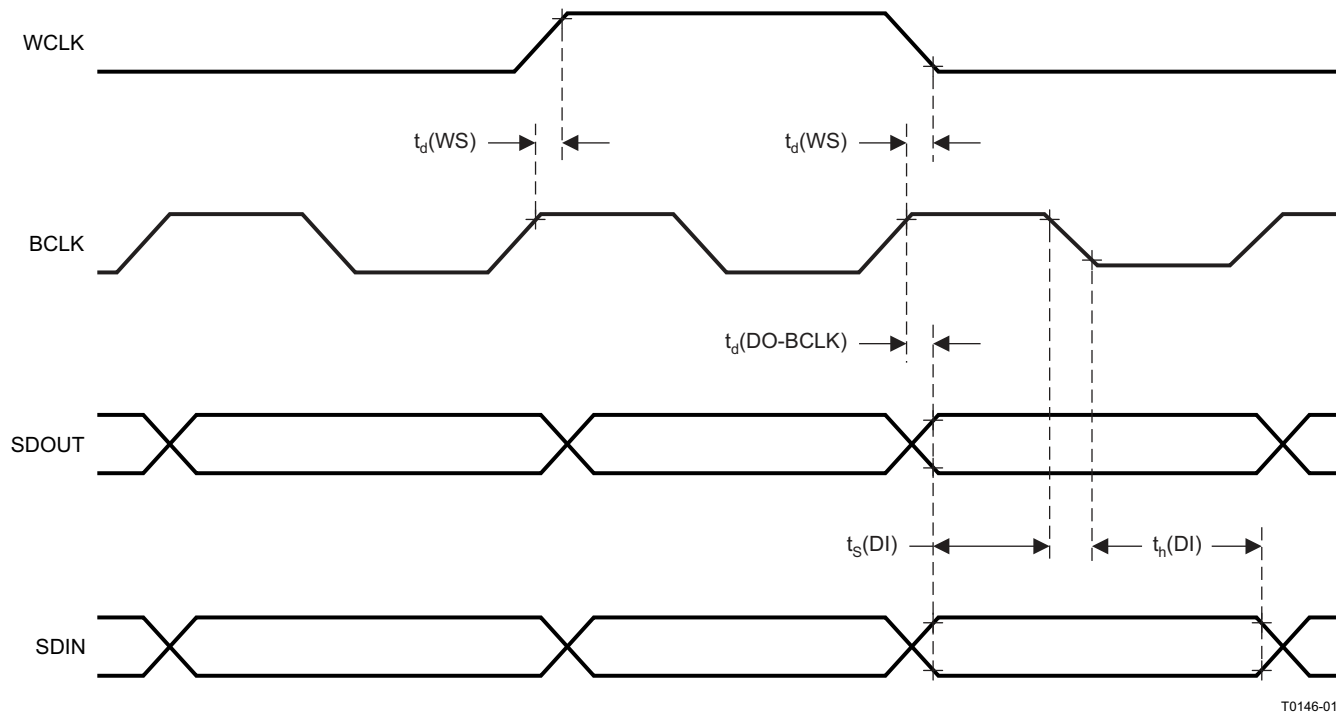 WCLK
t_d(WS)
t_d(WS)
BCLK
t_d(DO-BCLK)
SDOUT
t_S(DI)
t_h(DI)
SDIN
T0146-01